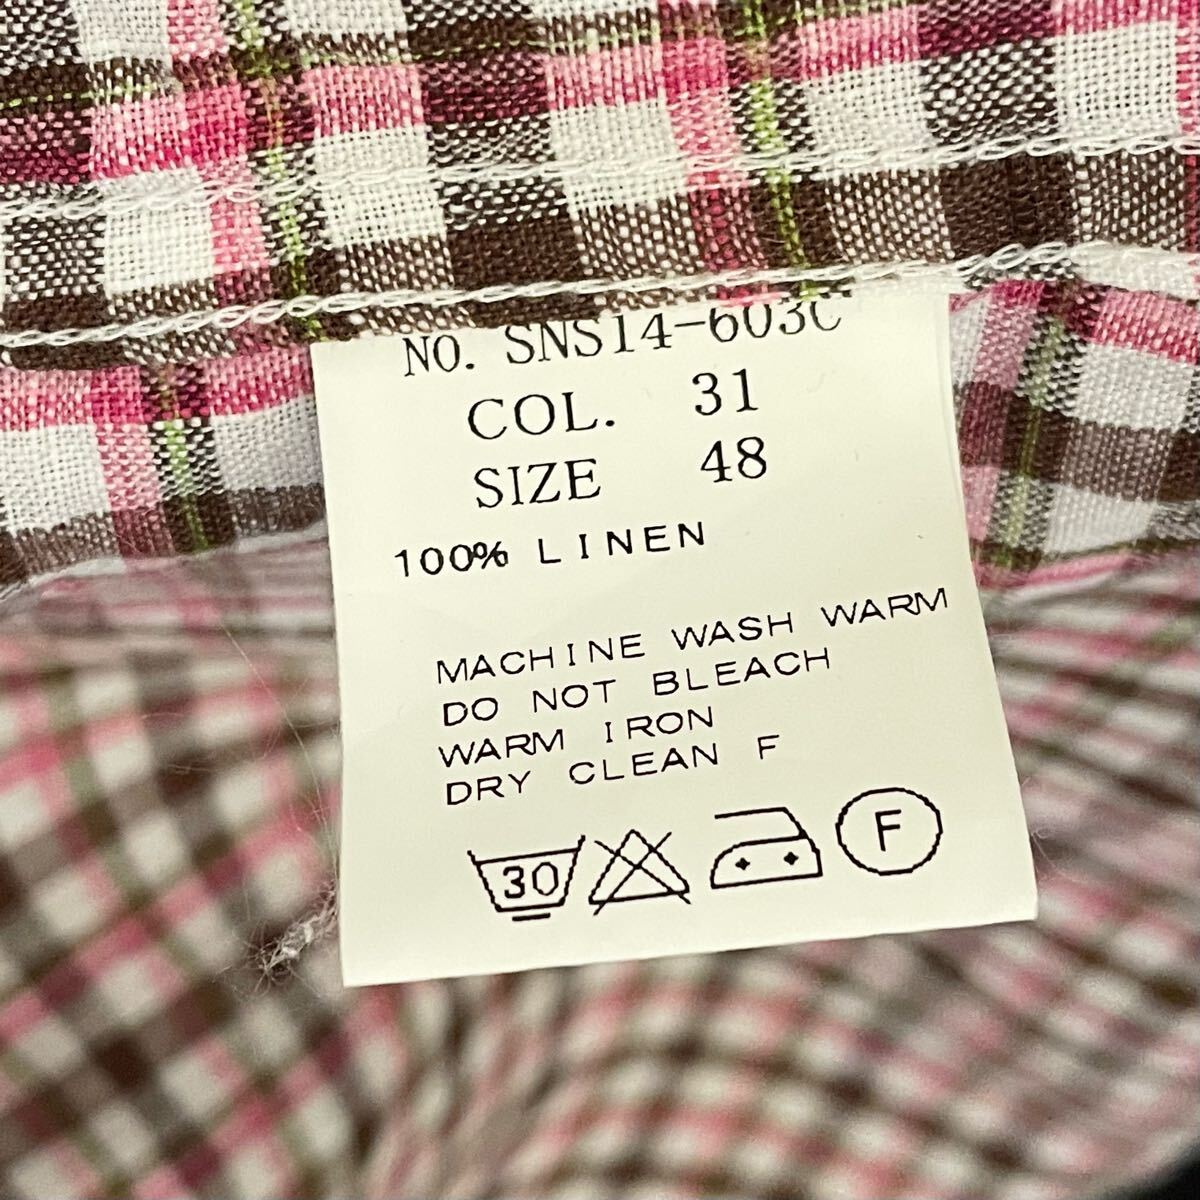 NO. SNS14-603C
COL. 31
SIZE 48
100% LINEN
MACHINE WASH WARM
DO NOT BLEACH
WARM IRON
DRY CLEAN F
30 F